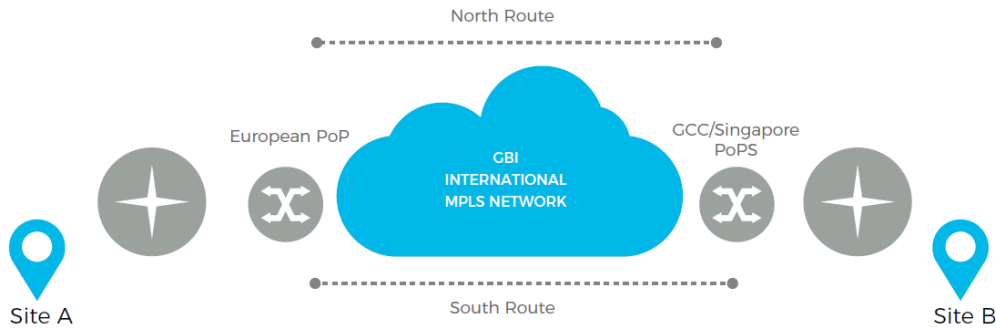 North Route
European PoP
GCC/Singapore
PoPS
GBI
INTERNATIONAL
MPLS NETWORK
South Route
Site A
Site B